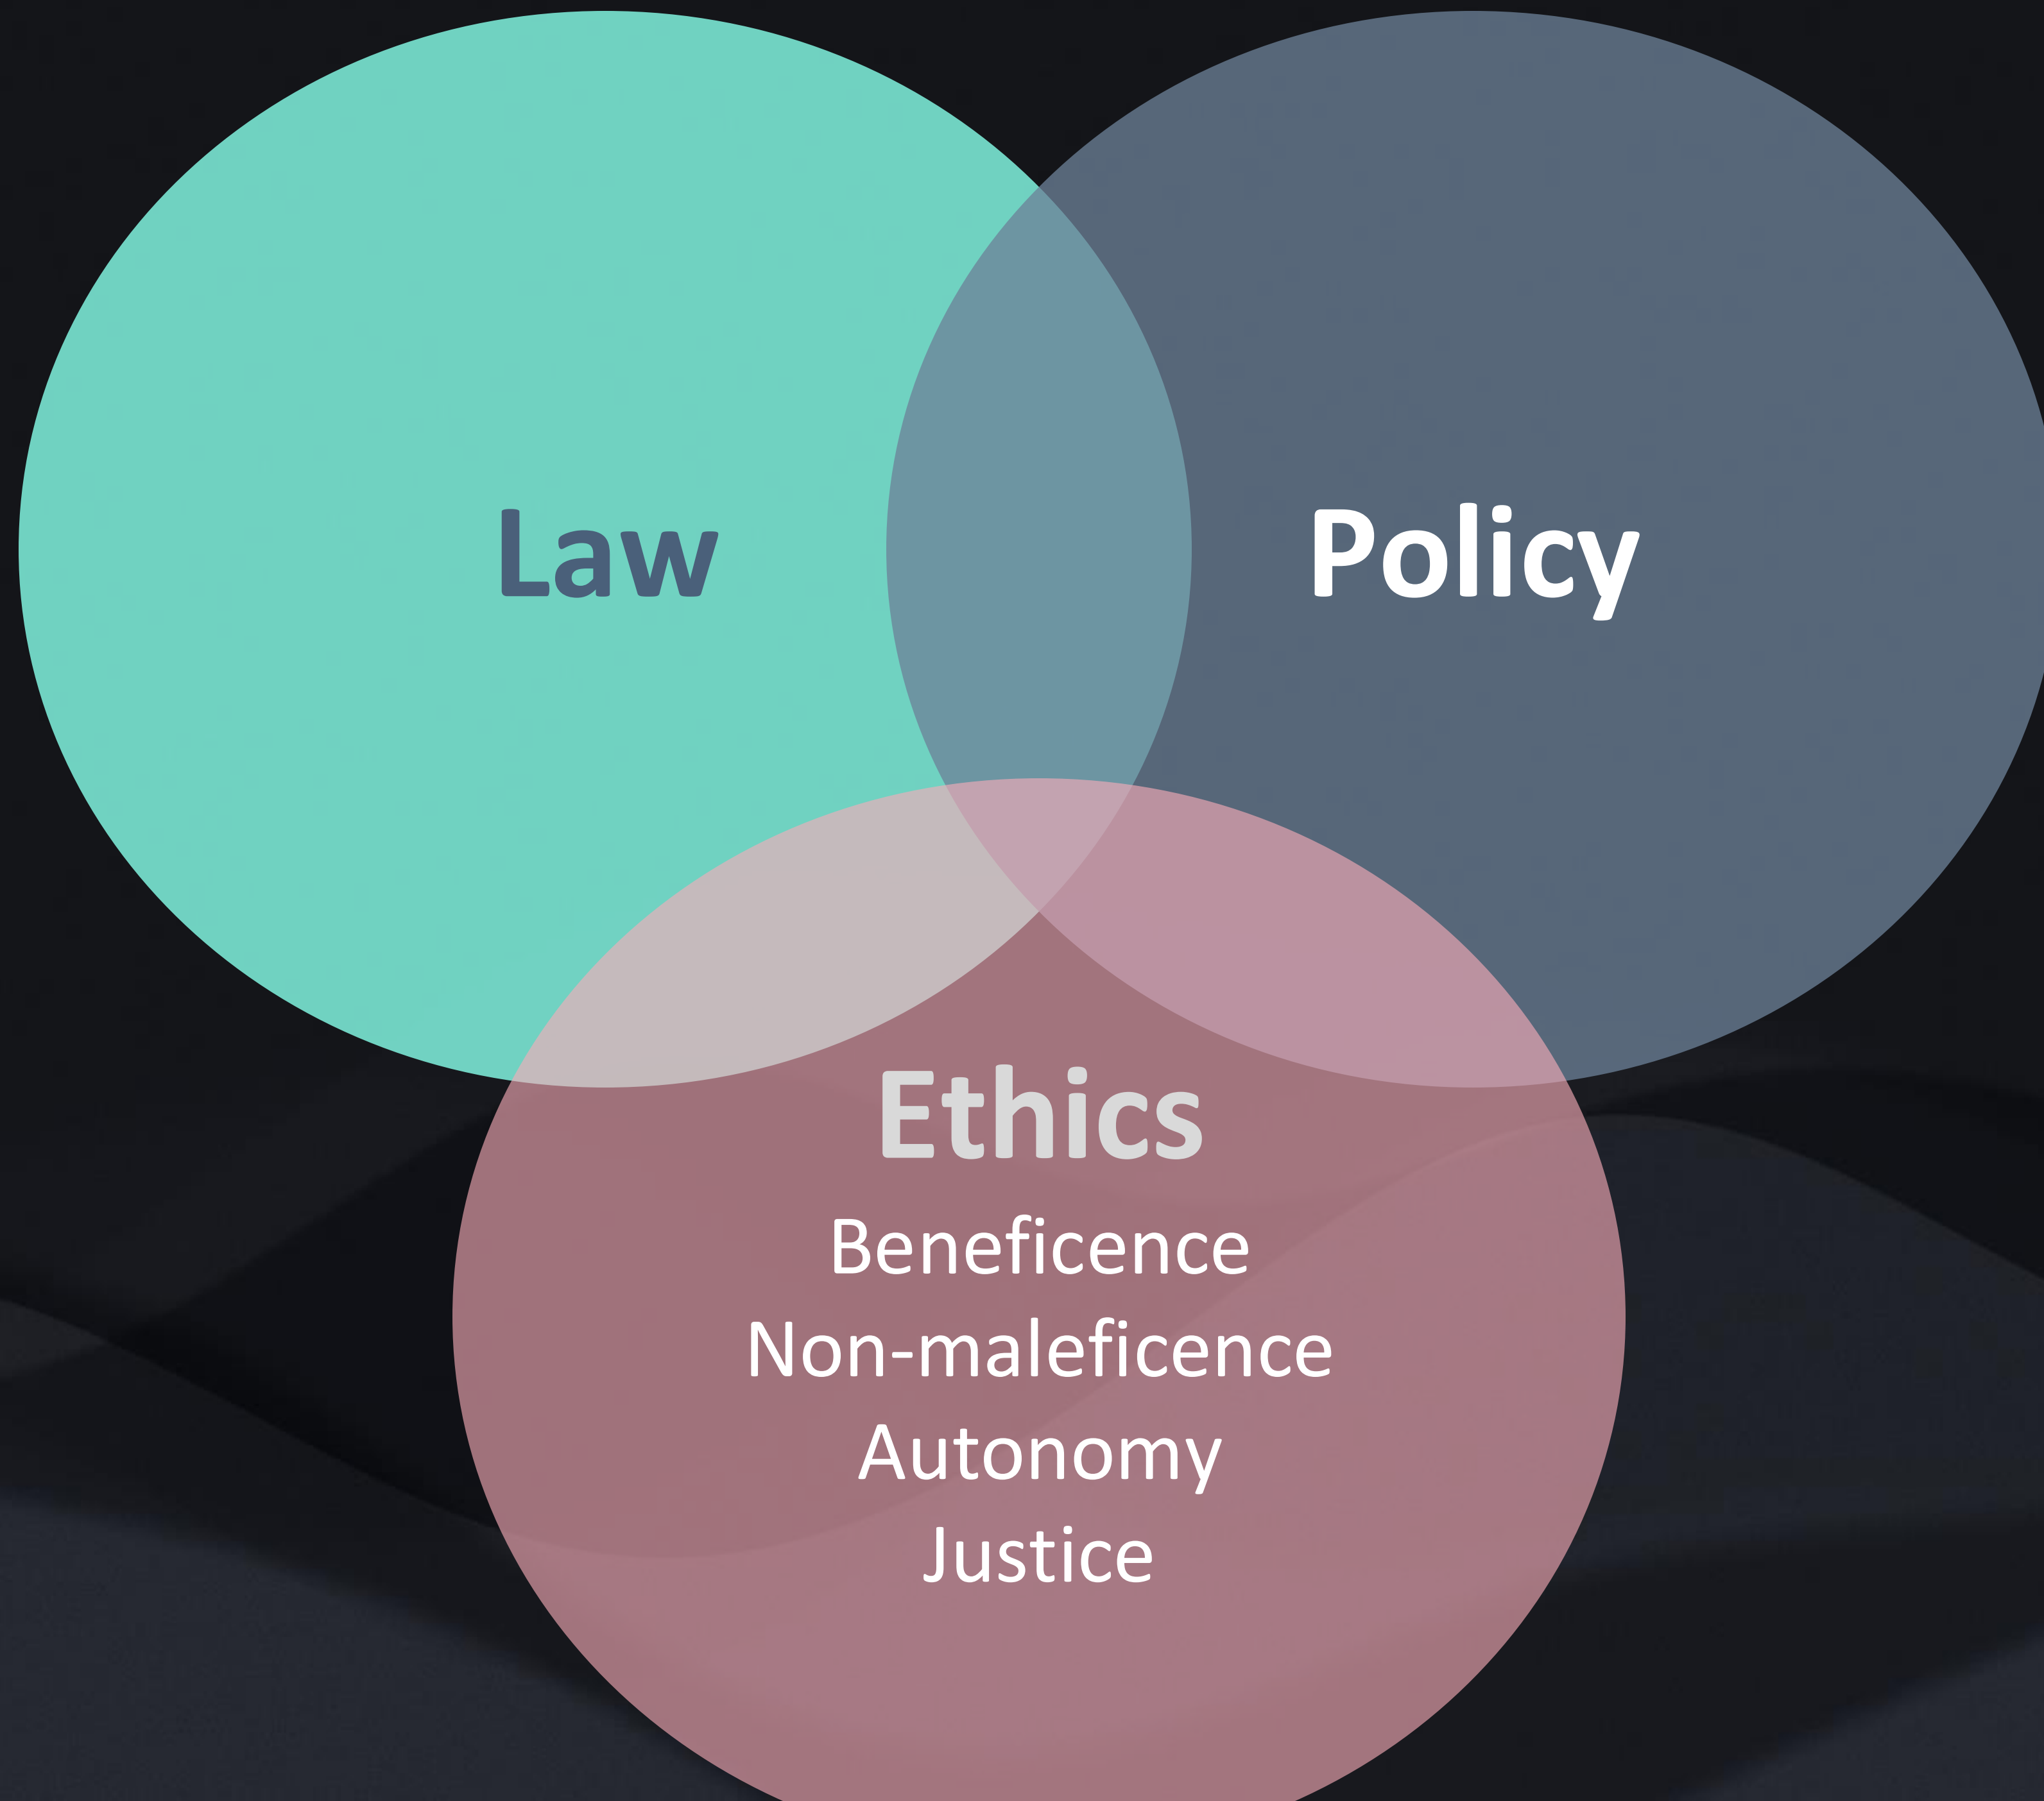 Law
Policy
Ethics
Beneficence
Non-maleficence
Autonomy
Justice